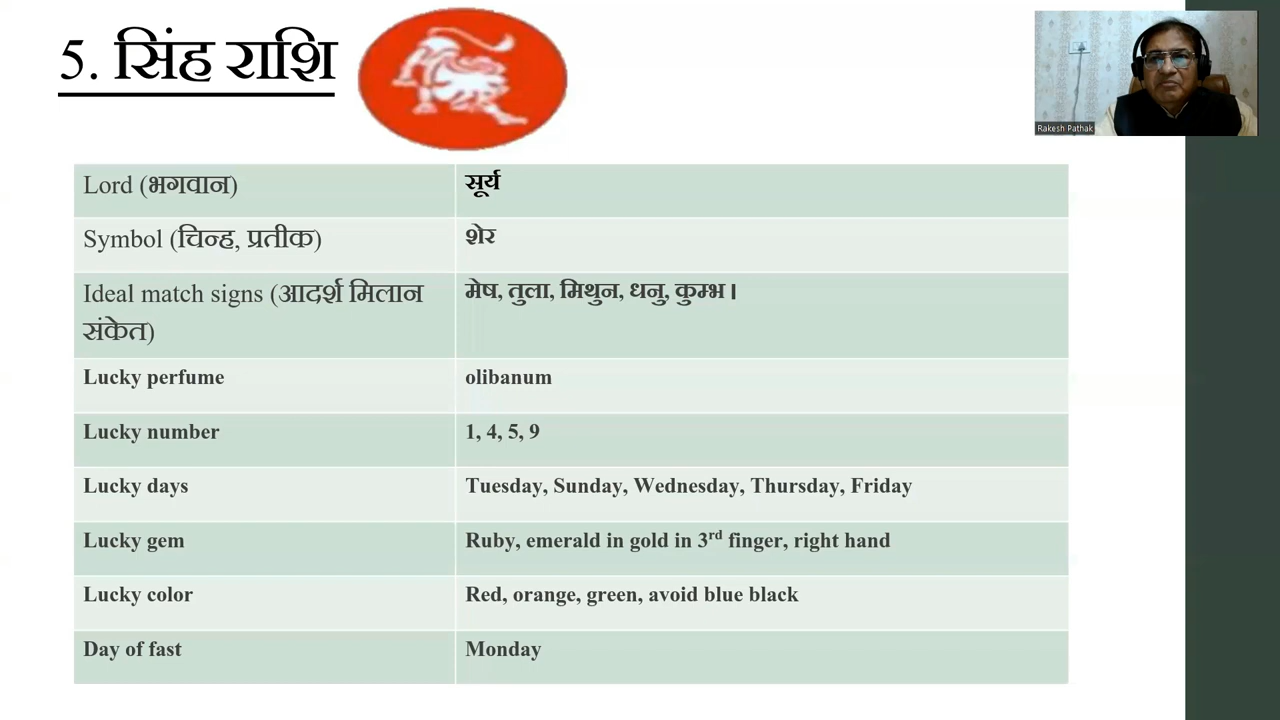 5. सिंह राशि
Rakesh Pathak
Lord (भगवान) सूर्य
Symbol (चिन्ह, प्रतीक) शेर
Ideal match signs (आदर्श मिलान मेष, तुला, मिथुन, धनु, कुम्भ ।
संकेत)
Lucky perfume olibanum
Lucky number 1, 4, 5, 9
Lucky days Tuesday, Sunday, Wednesday, Thursday, Friday
Lucky gem Ruby, emerald in gold in 3rd finger, right hand
Lucky color Red, orange, green, avoid blue black
Day of fast Monday